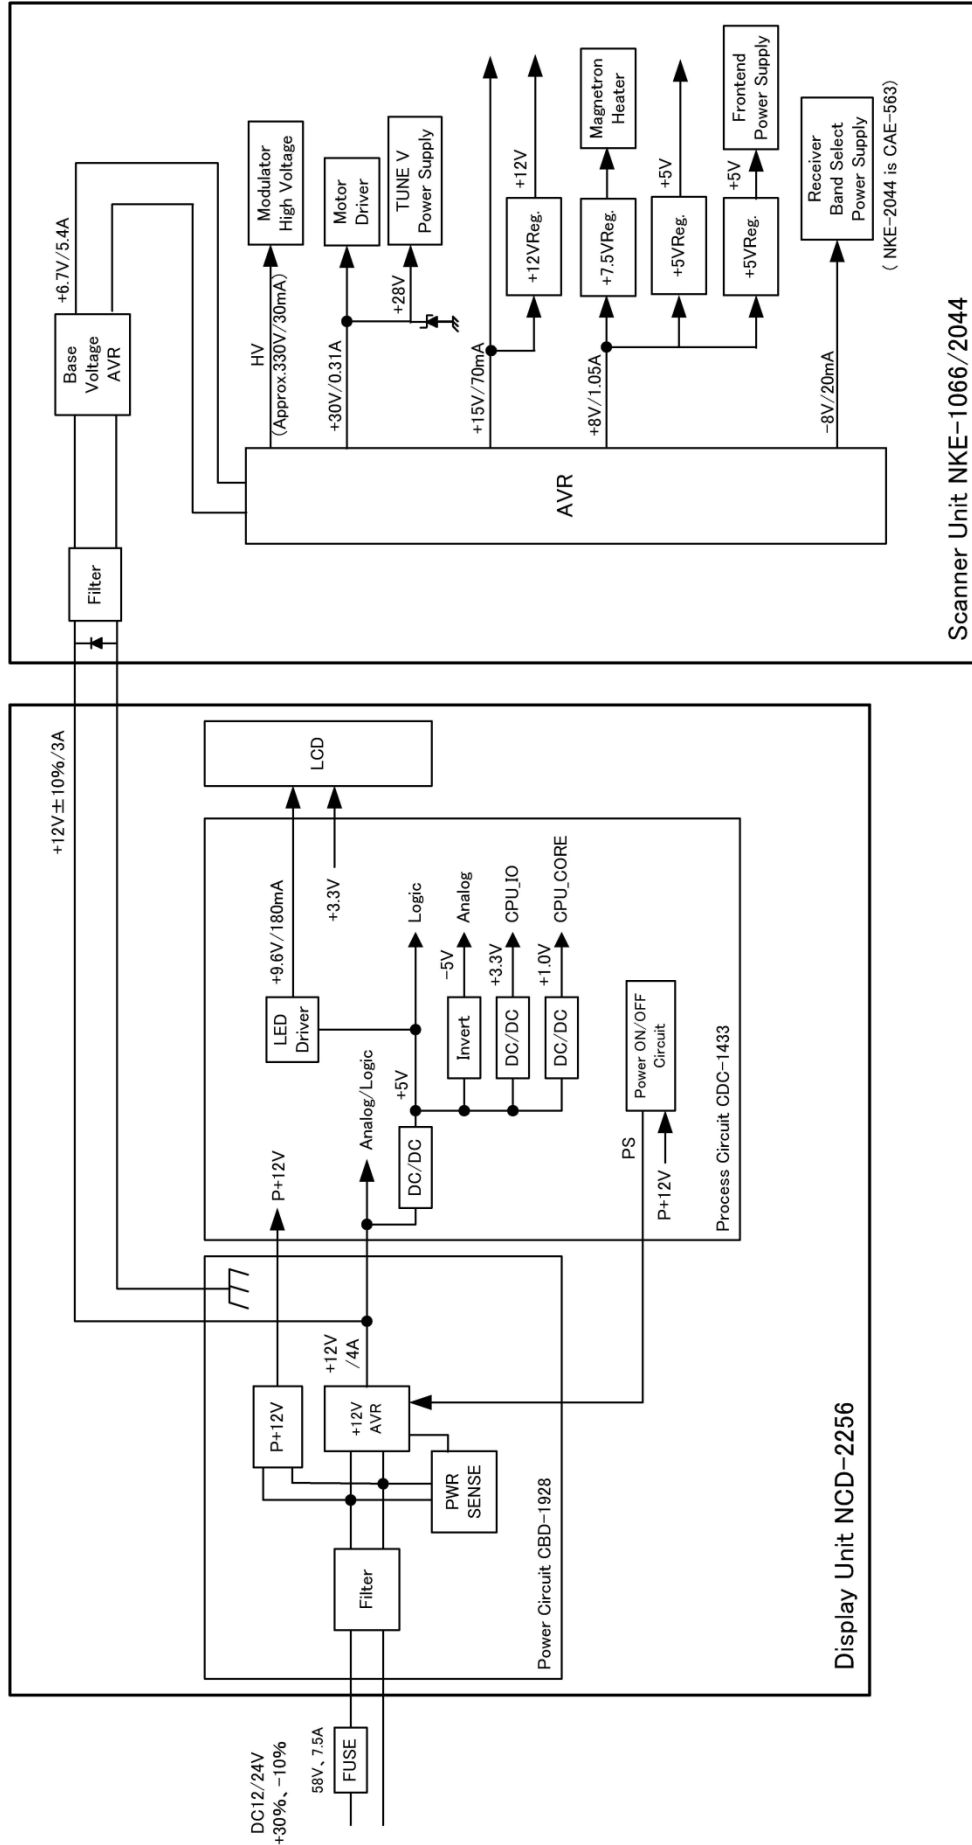 DC12/24V
+30%、-10%
58V、7.5A
FUSE
Filter
P+12V
+12V
AVR
PWR
SENSE
+12V
/4A
Power Circuit CBD-1928
P+12V
Analog/Logic
DC/DC
+5V
LED
Driver
+9.6V/180mA
+3.3V
LCD
Logic
Invert
-5V
Analog
DC/DC
+3.3V
CPU_IO
DC/DC
+1.0V
CPU_CORE
PS
P+12V
Power ON/OFF
Circuit
Process Circuit CDC-1433
Display Unit NCD-2256
+12V±10%/3A
Filter
Base
Voltage
AVR
+6.7V/5.4A
AVR
HV
(Approx.330V/30mA)
Modulator
High Voltage
+30V/0.31A
Motor
Driver
+28V
TUNE V
Power Supply
+15V/70mA
+12VReg.
+12V
+8V/1.05A
+7.5VReg.
Magnetron
Heater
+5VReg.
+5V
+5VReg.
+5V
Frontend
Power Supply
-8V/20mA
Receiver
Band Select
Power Supply
( NKE-2044 is CAE-563)
Scanner Unit NKE-1066/2044